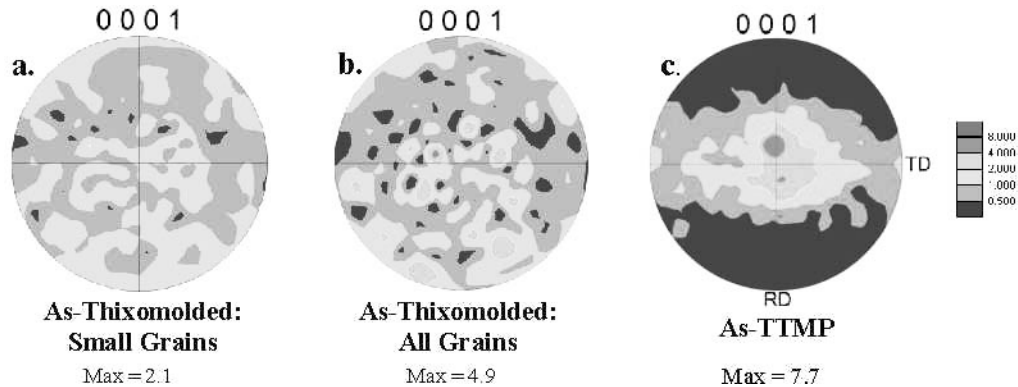 0 0 0 1
a.
As-Thixomolded:
Small Grains
Max = 2.1
0 0 0 1
b.
As-Thixomolded:
All Grains
Max = 4.9
0 0 0 1
c.
TD
RD
As-TTMP
Max = 7.7
8.000
4.000
2.000
1.000
0.500